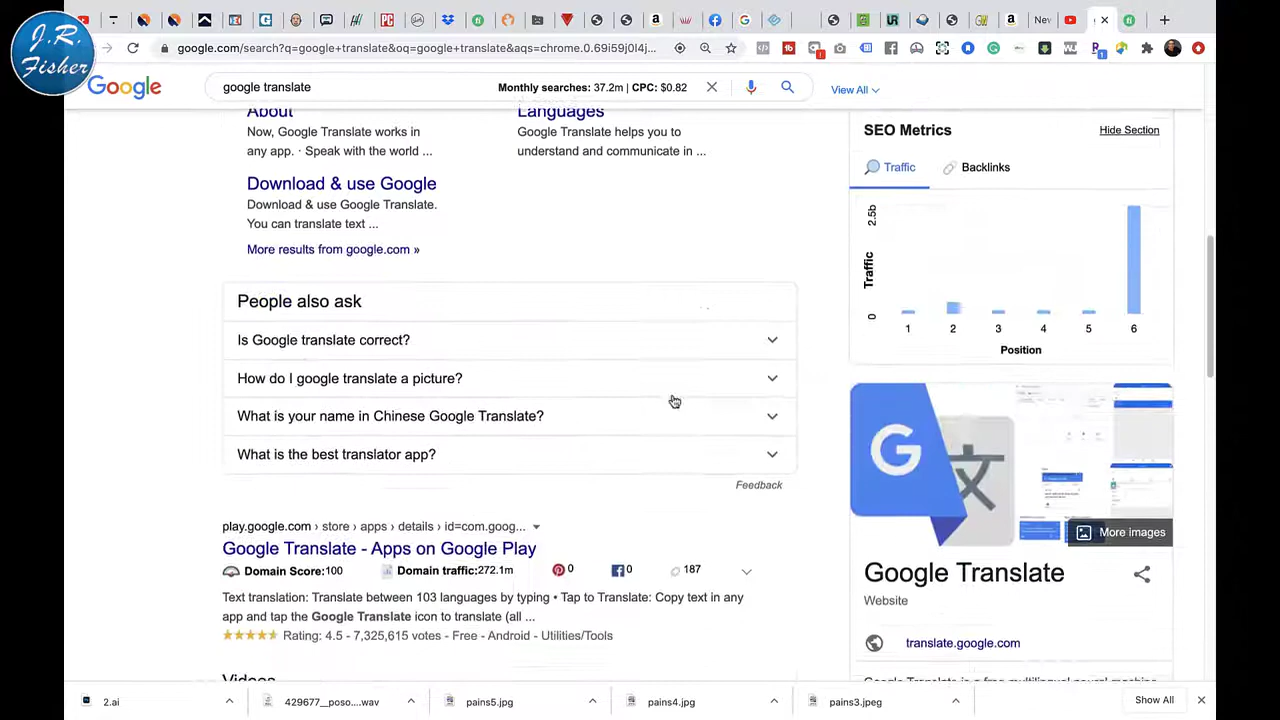 J.R.
Fisher
google.com/search?q=google+translate&oq=google+translate&aqs=chrome.0.69i59j0l4j...
Google
google translate
Monthly searches: 37.2m | CPC: $0.82
View All
About
Now, Google Translate works in
any app. · Speak with the world ...
Languages
Google Translate helps you to
understand and communicate in ...
Download & use Google
Download & use Google Translate.
You can translate text ...
More results from google.com »
People also ask
Is Google translate correct?
How do I google translate a picture?
What is your name in Chinese Google Translate?
What is the best translator app?
Feedback
play.google.com › store › apps › details › id=com.goog...
Google Translate - Apps on Google Play
Domain Score:100
Domain traffic:272.1m
0
0
187
Text translation: Translate between 103 languages by typing • Tap to Translate: Copy text in any
app and tap the Google Translate icon to translate (all ...
Rating: 4.5 - 7,325,615 votes - Free - Android - Utilities/Tools
Videos
SEO Metrics
Hide Section
Traffic
Backlinks
2.5b
Traffic
0
1 2 3 4 5 6
Position
G
文
More images
Google Translate
Website
translate.google.com
Google Translate is a free multilingual neural machine
2.ai
429677__poso....wav
pains5.jpg
pains4.jpg
pains3.jpeg
Show All